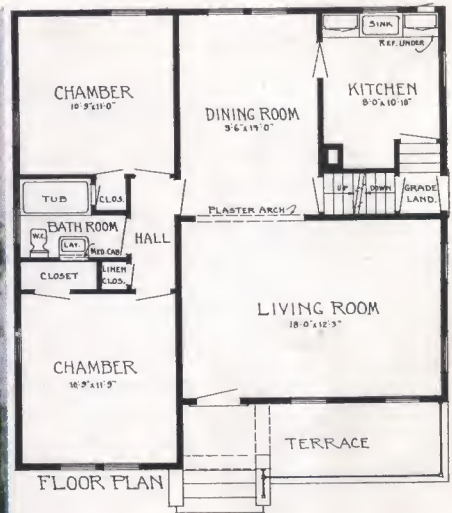 SINK
REF. UNDER
CHAMBER
10'-9"x11'-0"
DINING ROOM
9'-6"x14'-0"
KITCHEN
8'-0"x10'-10"
TUB
CLOS.
UP
DOWN
GRADE
LAND.
PLASTER ARCH
BATH ROOM
W.C.
LAV.
MED. CAB.
HALL
CLOSET
LINEN
CLOS.
LIVING ROOM
18'-0"x12'-3"
CHAMBER
10'-9"x11'-9"
TERRACE
FLOOR PLAN